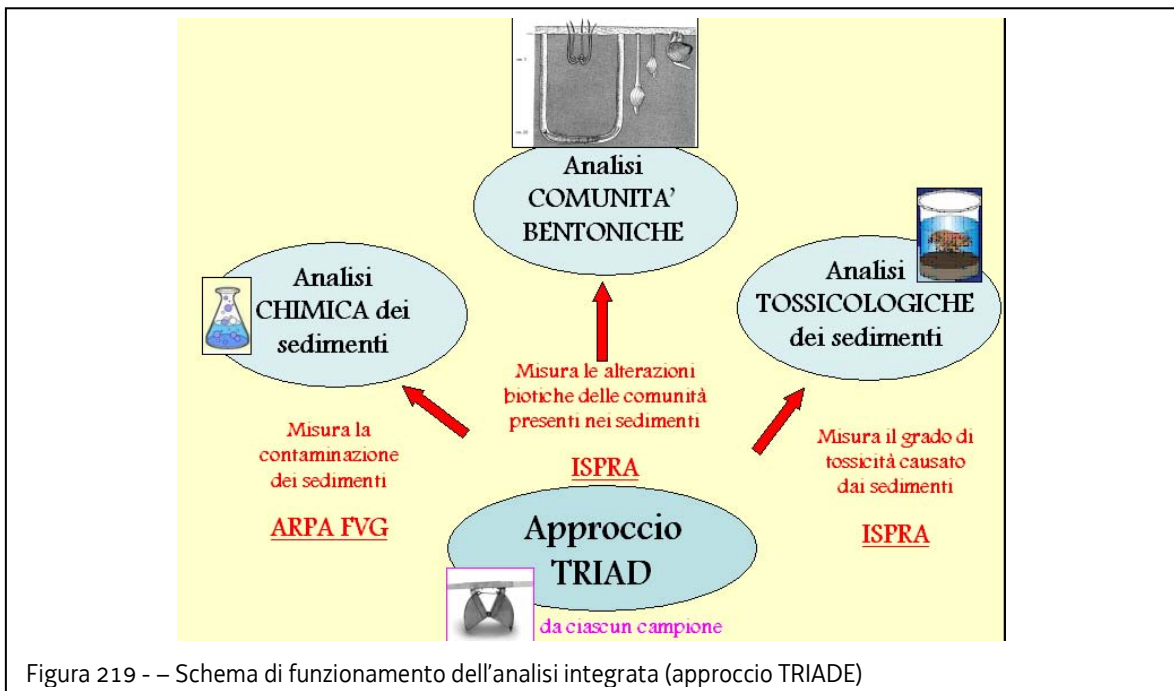 Analisi
COMUNITA'
BENTONICHE
Analisi
CHIMICA dei
sedimenti
Analisi
TOSSICOLOGICHE
dei sedimenti
Misura le alterazioni
biotiche delle comunità
presenti nei sedimenti
ISPRA
Misura la
contaminazione
dei sedimenti
ARPA FVG
Misura il grado di
tossicità causato
dai sedimenti
ISPRA
Approccio
TRIAD
da ciascun campione
Figura 219 - – Schema di funzionamento dell'analisi integrata (approccio TRIADE)